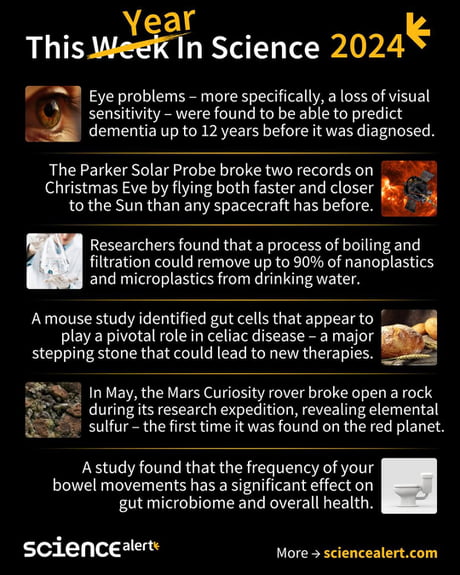 Year
This Week In Science 2024
Eye problems – more specifically, a loss of visual
sensitivity – were found to be able to predict
dementia up to 12 years before it was diagnosed.
The Parker Solar Probe broke two records on
Christmas Eve by flying both faster and closer
to the Sun than any spacecraft has before.
Researchers found that a process of boiling and
filtration could remove up to 90% of nanoplastics
and microplastics from drinking water.
A mouse study identified gut cells that appear to
play a pivotal role in celiac disease – a major
stepping stone that could lead to new therapies.
In May, the Mars Curiosity rover broke open a rock
during its research expedition, revealing elemental
sulfur – the first time it was found on the red planet.
A study found that the frequency of your
bowel movements has a significant effect on
gut microbiome and overall health.
sciencealert
More → sciencealert.com